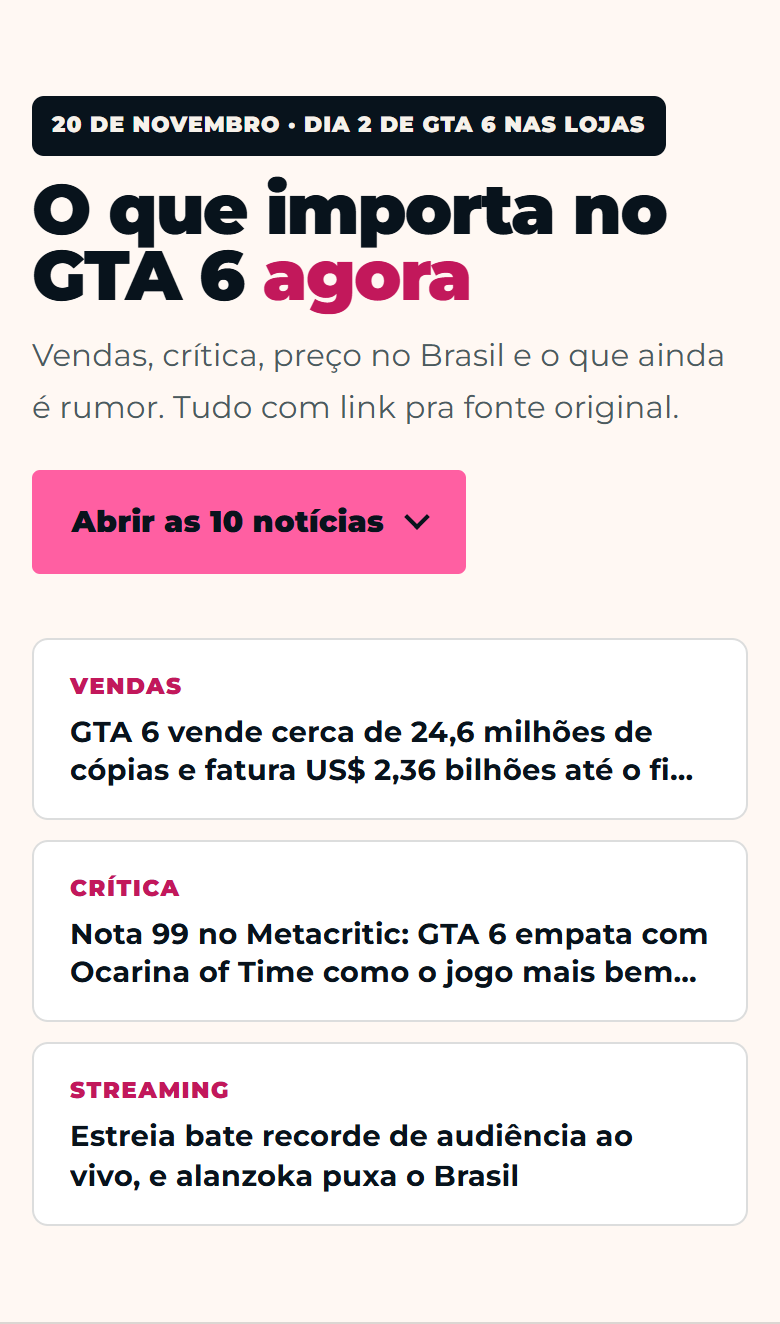 20 DE NOVEMBRO • DIA 2 DE GTA 6 NAS LOJAS
O que importa no
GTA 6 agora
Vendas, crítica, preço no Brasil e o que ainda
é rumor. Tudo com link pra fonte original.
Abrir as 10 notícias
VENDAS
GTA 6 vende cerca de 24,6 milhões de
cópias e fatura US$ 2,36 bilhões até o fi...
CRÍTICA
Nota 99 no Metacritic: GTA 6 empata com
Ocarina of Time como o jogo mais bem...
STREAMING
Estreia bate recorde de audiência ao
vivo, e alanzoka puxa o Brasil